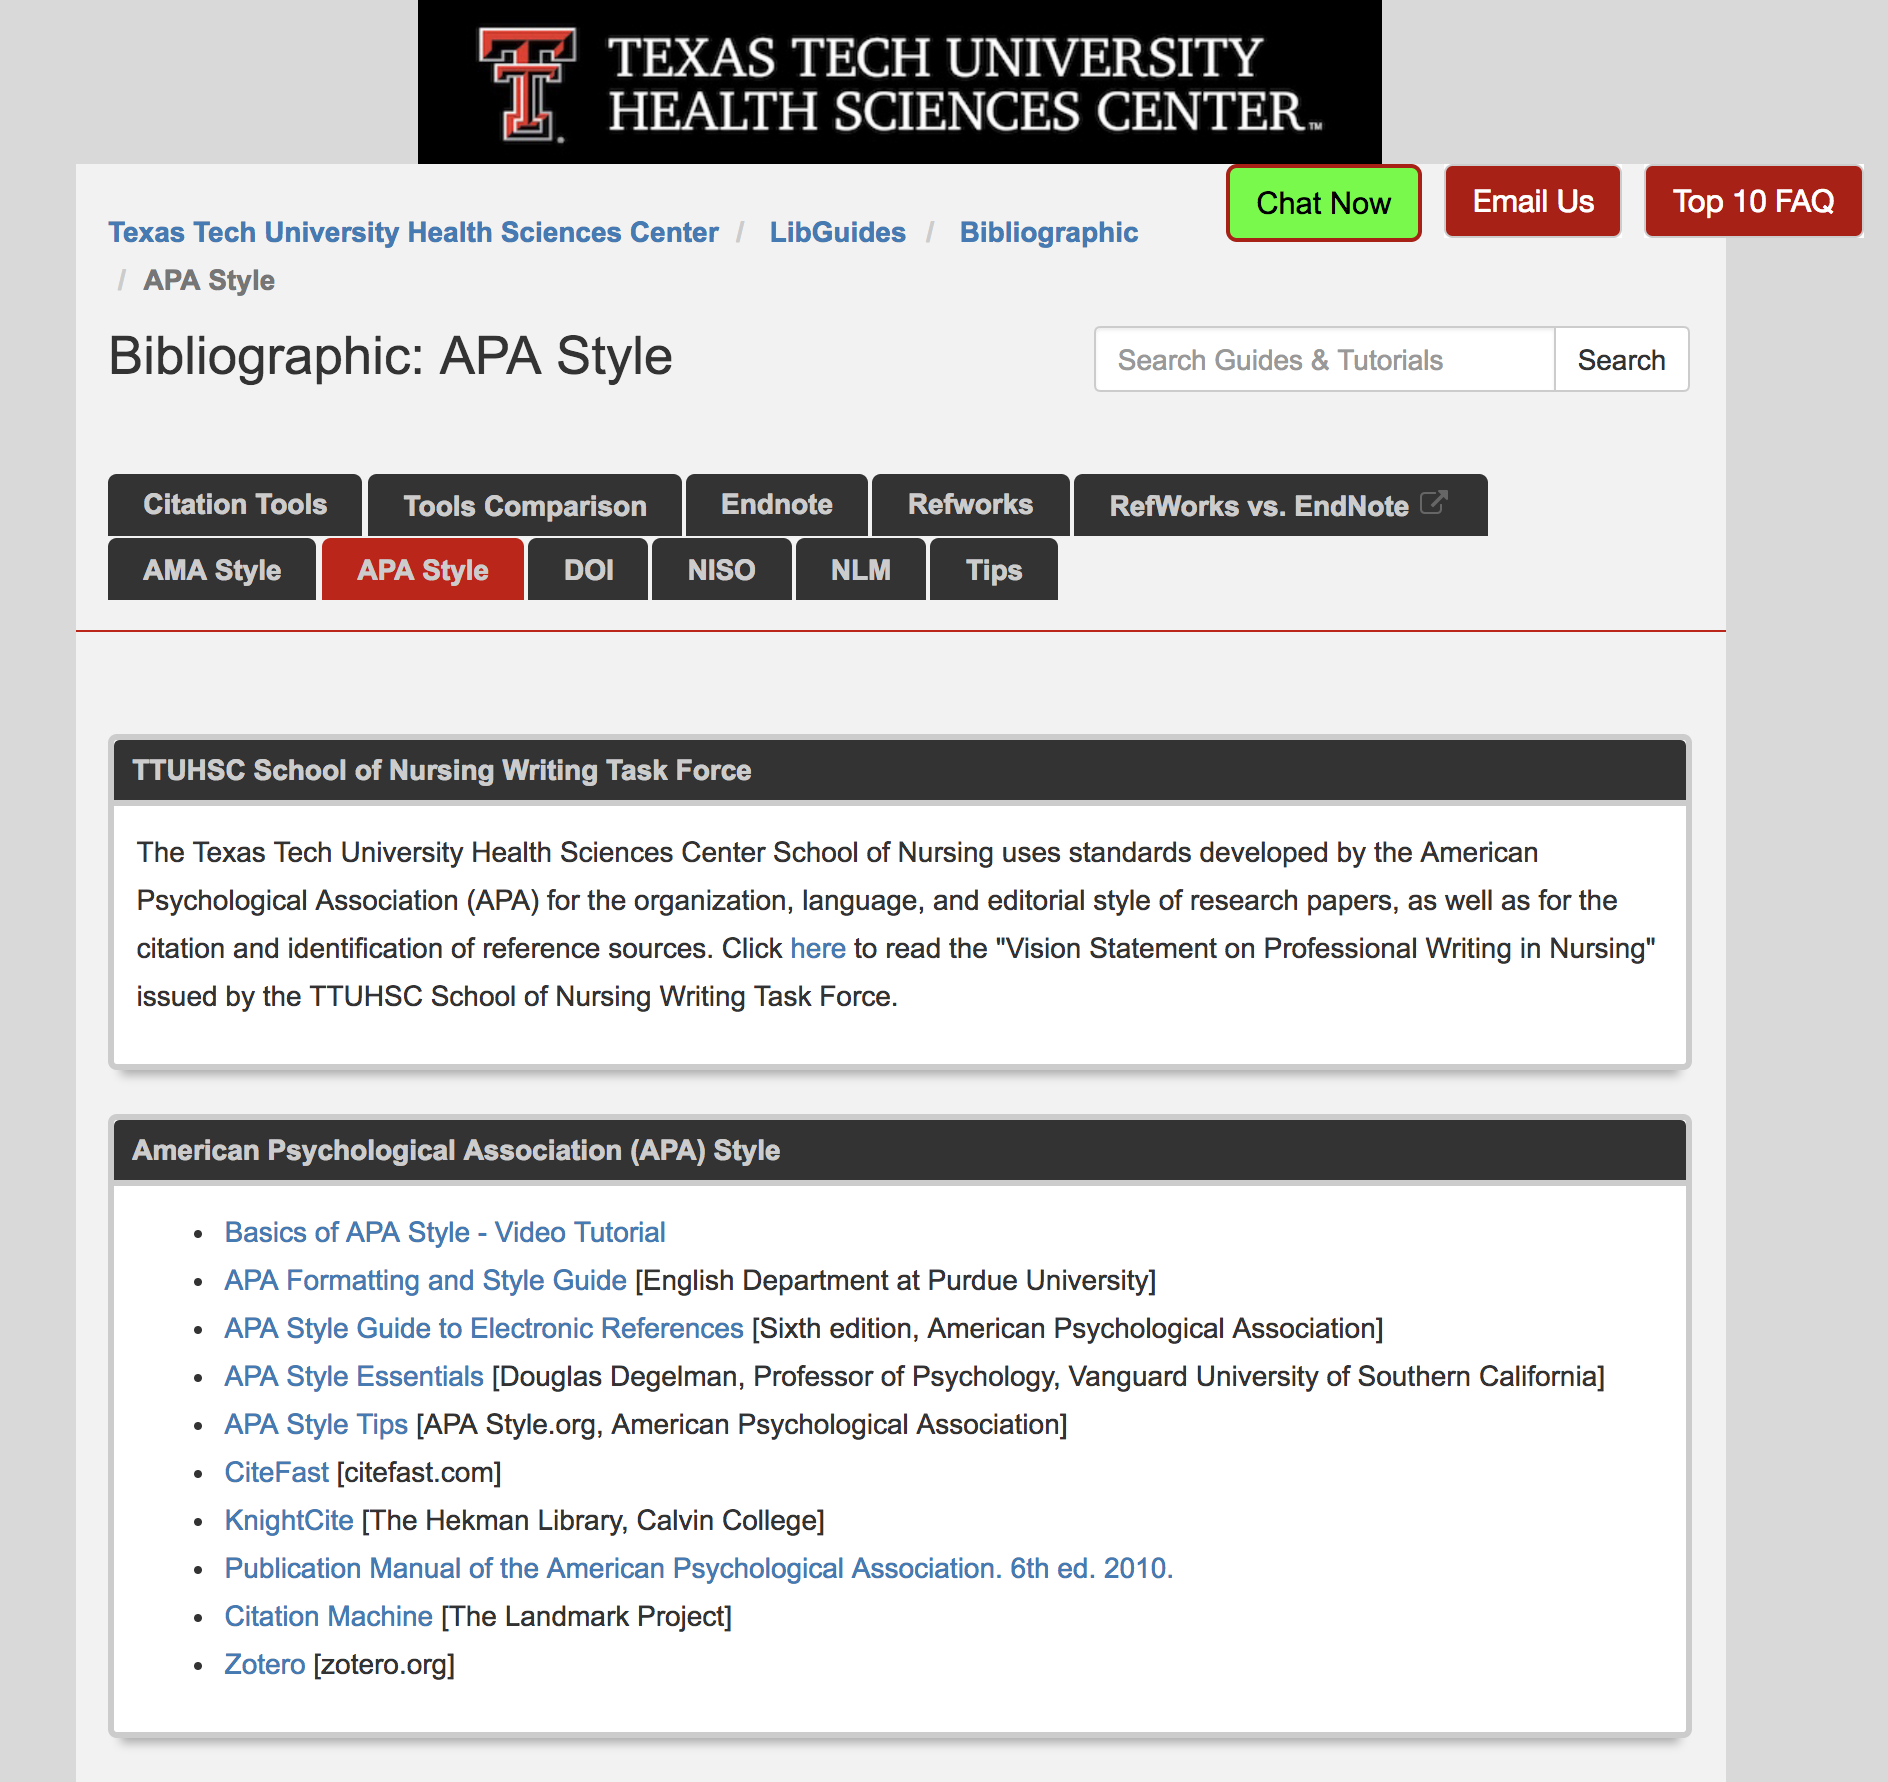 TEXAS TECH UNIVERSITY
HEALTH SCIENCES CENTER™
Chat Now
Email Us
Top 10 FAQ
Texas Tech University Health Sciences Center / LibGuides / Bibliographic
/ APA Style
Bibliographic: APA Style
Search Guides & Tutorials
Search
Citation Tools
Tools Comparison
Endnote
Refworks
RefWorks vs. EndNote
AMA Style
APA Style
DOI
NISO
NLM
Tips
TTUHSC School of Nursing Writing Task Force
The Texas Tech University Health Sciences Center School of Nursing uses standards developed by the American
Psychological Association (APA) for the organization, language, and editorial style of research papers, as well as for the
citation and identification of reference sources. Click here to read the "Vision Statement on Professional Writing in Nursing"
issued by the TTUHSC School of Nursing Writing Task Force.
American Psychological Association (APA) Style
• Basics of APA Style - Video Tutorial
• APA Formatting and Style Guide [English Department at Purdue University]
• APA Style Guide to Electronic References [Sixth edition, American Psychological Association]
• APA Style Essentials [Douglas Degelman, Professor of Psychology, Vanguard University of Southern California]
• APA Style Tips [APA Style.org, American Psychological Association]
• CiteFast [citefast.com]
• KnightCite [The Hekman Library, Calvin College]
• Publication Manual of the American Psychological Association. 6th ed. 2010.
• Citation Machine [The Landmark Project]
• Zotero [zotero.org]